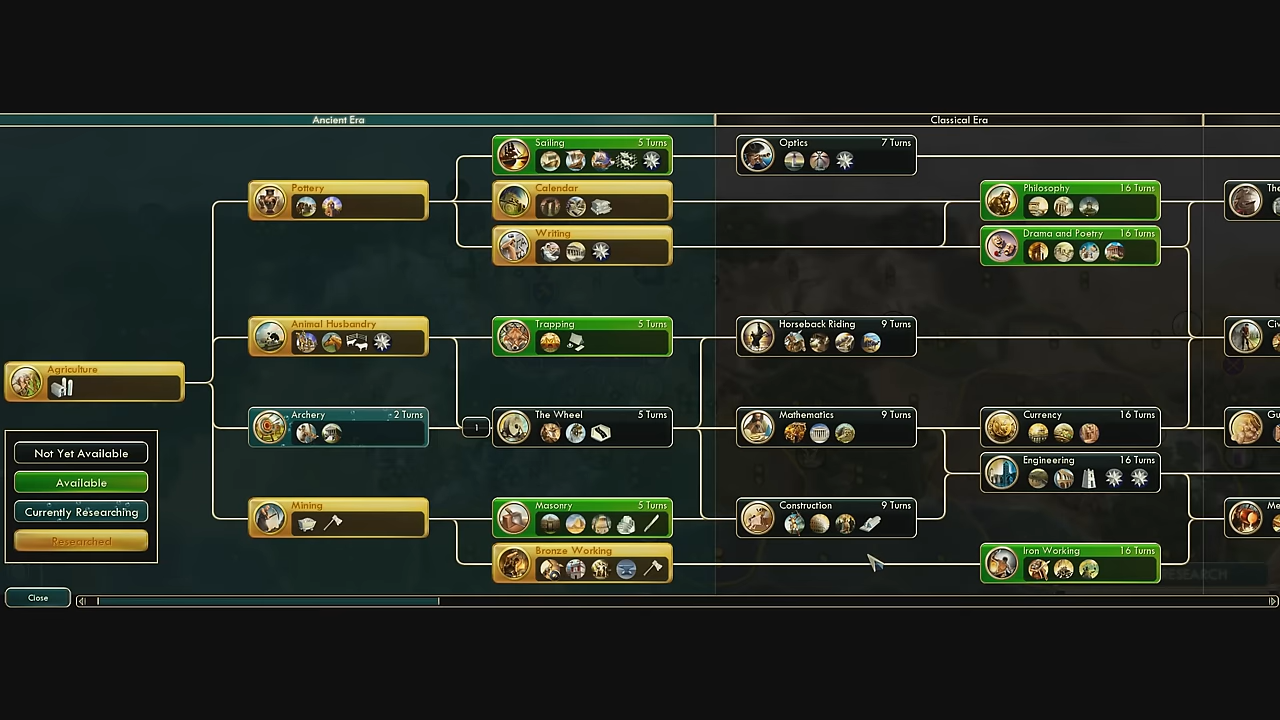 Ancient Era
Classical Era
Sailing 5 Turns
Optics 7 Turns
Pottery
Calendar
Philosophy 16 Turns
Writing
Drama and Poetry 16 Turns
Animal Husbandry
Trapping 5 Turns
Horseback Riding 9 Turns
Agriculture
Archery 2 Turns
1
The Wheel 5 Turns
Mathematics 9 Turns
Currency 16 Turns
Engineering 16 Turns
Not Yet Available
Available
Currently Researching
Researched
Mining
Masonry 5 Turns
Construction 9 Turns
Bronze Working
Iron Working 16 Turns
RESEARCH
Close